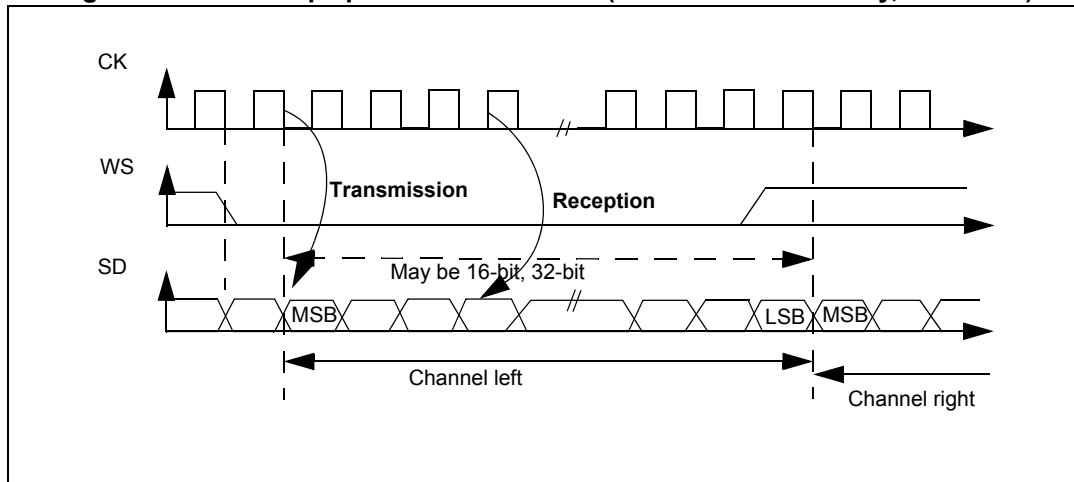 CK
WS
Transmission
Reception
SD
May be 16-bit, 32-bit
MSB
LSB
MSB
Channel left
Channel right